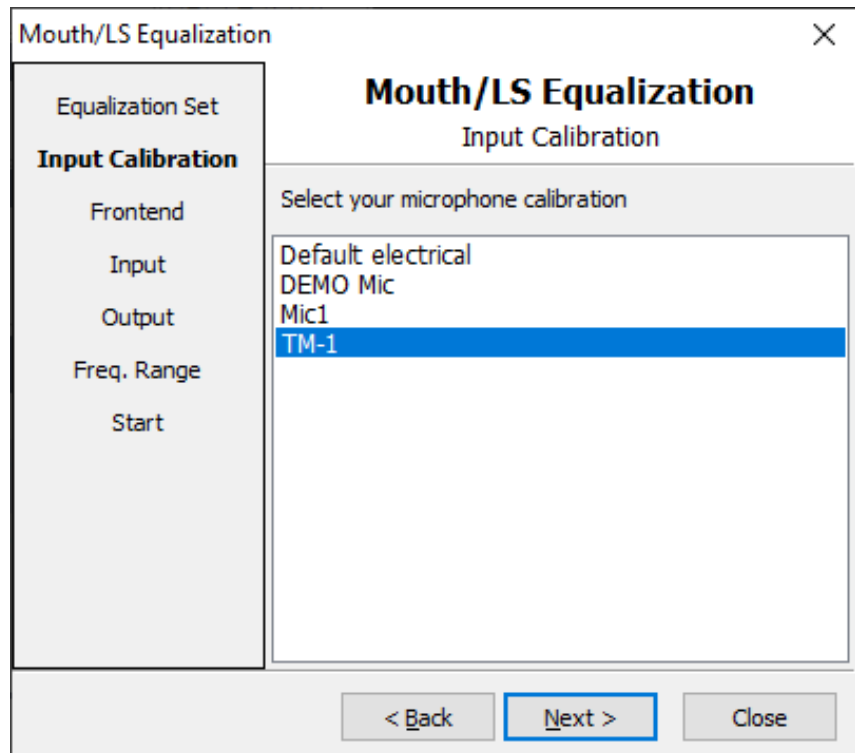 Mouth/LS Equalization
Equalization Set
Input Calibration
Frontend
Input
Output
Freq. Range
Start
Mouth/LS Equalization
Input Calibration
Select your microphone calibration
Default electrical
DEMO Mic
Mic1
TM-1
< Back
Next >
Close